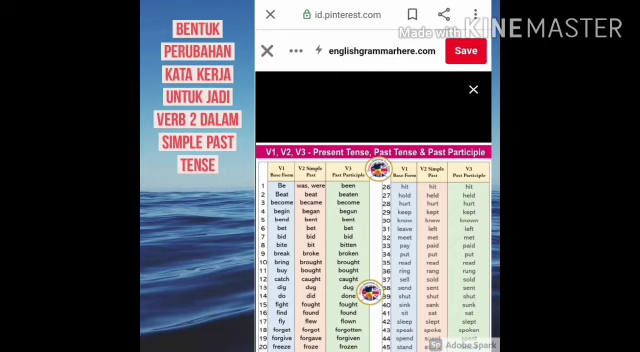 BENTUK
PERUBAHAN
KATA KERJA
UNTUK JADI
VERB 2 DALAM
SIMPLE PAST
TENSE
id.pinterest.com
Made with KINEMASTER
englishgrammarhere.com
Save
V1, V2, V3 - Present Tense, Past Tense & Past Participle
V1 Base Form V2 Simple Past V3 Past Participle
1 Be was, were been
2 Beat beat beaten
3 become became become
4 begin began begun
5 bend bent bent
6 bet bet bet
7 bid bid bid
8 bite bit bitten
9 break broke broken
10 bring brought brought
11 buy bought bought
12 catch caught caught
13 dig dug dug
14 do did done
15 fight fought fought
16 find found found
17 fly flew flown
18 forget forgot forgotten
19 forgive forgave forgiven
20 freeze froze frozen
V1 Base Form V2 Simple Past V3 Past Participle
26 hit hit hit
27 hold held held
28 hurt hurt hurt
29 keep kept kept
30 know knew known
31 leave left left
32 meet met met
33 pay paid paid
34 put put put
35 read read read
36 ring rang rung
37 sell sold sold
38 send sent sent
39 shut shut shut
40 sink sank sunk
41 sit sat sat
42 sleep slept slept
43 speak spoke spoken
44 spend spent spent
45 stand
Adobe Spark